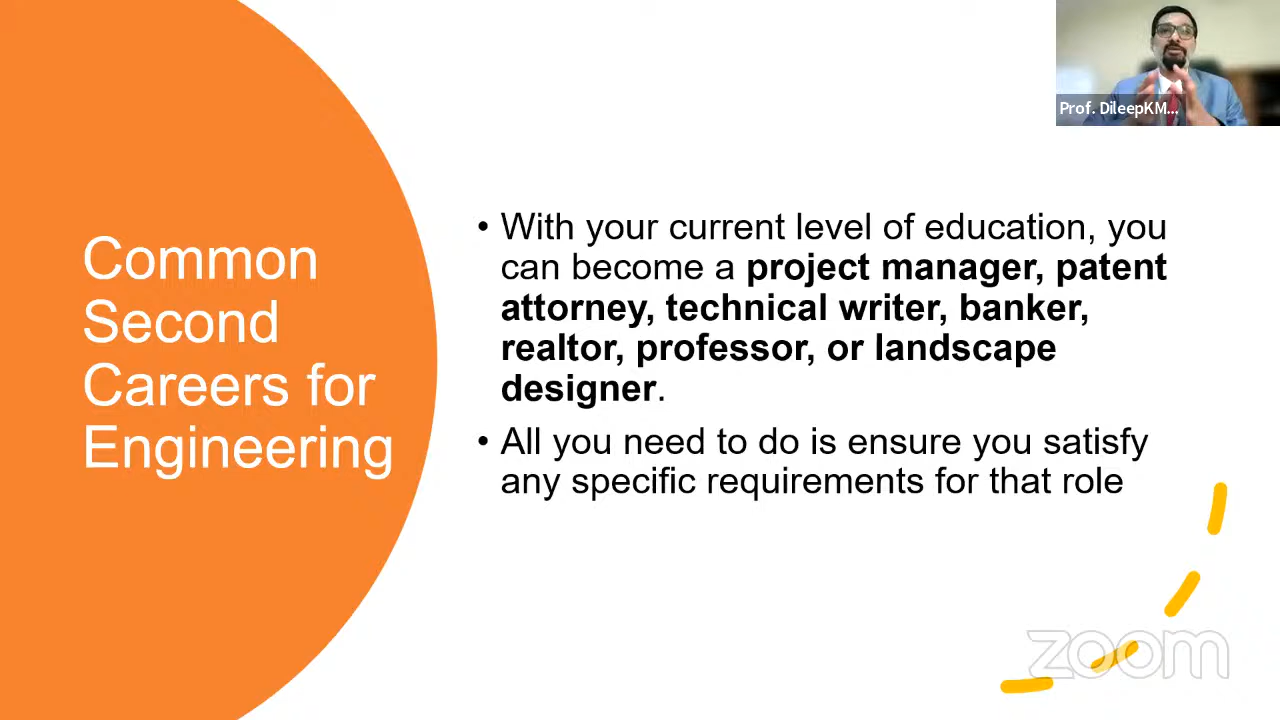 Prof. DileepKM...
Common
Second
Careers for
Engineering
• With your current level of education, you
can become a project manager, patent
attorney, technical writer, banker,
realtor, professor, or landscape
designer.
• All you need to do is ensure you satisfy
any specific requirements for that role
zoom